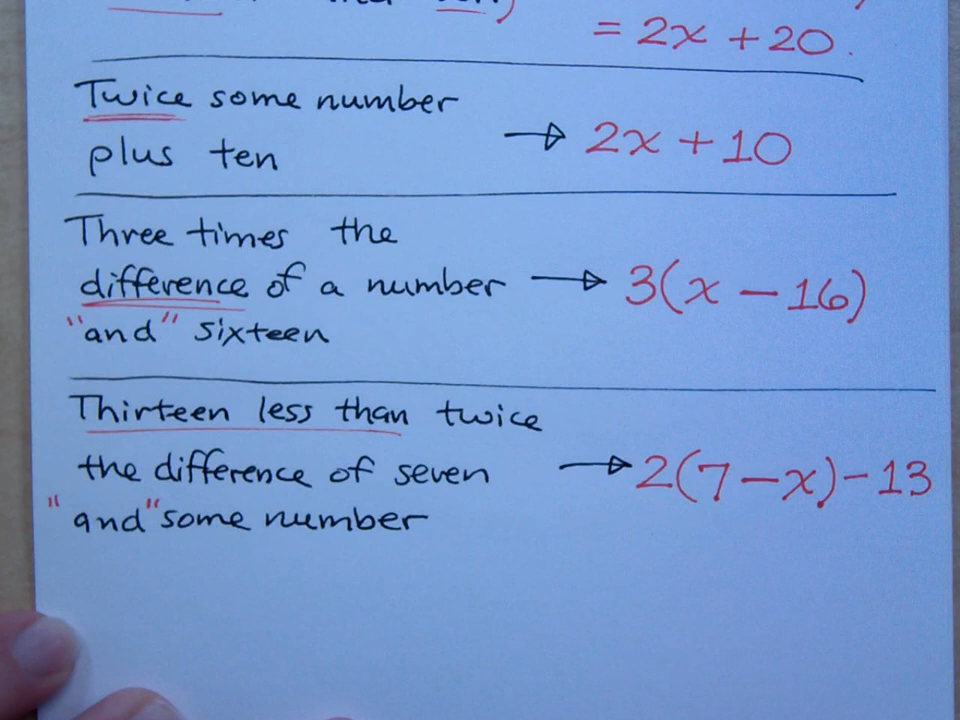 = 2x + 20.
Twice some number
plus ten → 2x + 10
Three times the
difference of a number → 3(x - 16)
"and" sixteen
Thirteen less than twice
the difference of seven → 2(7 - x) - 13
"and" some number